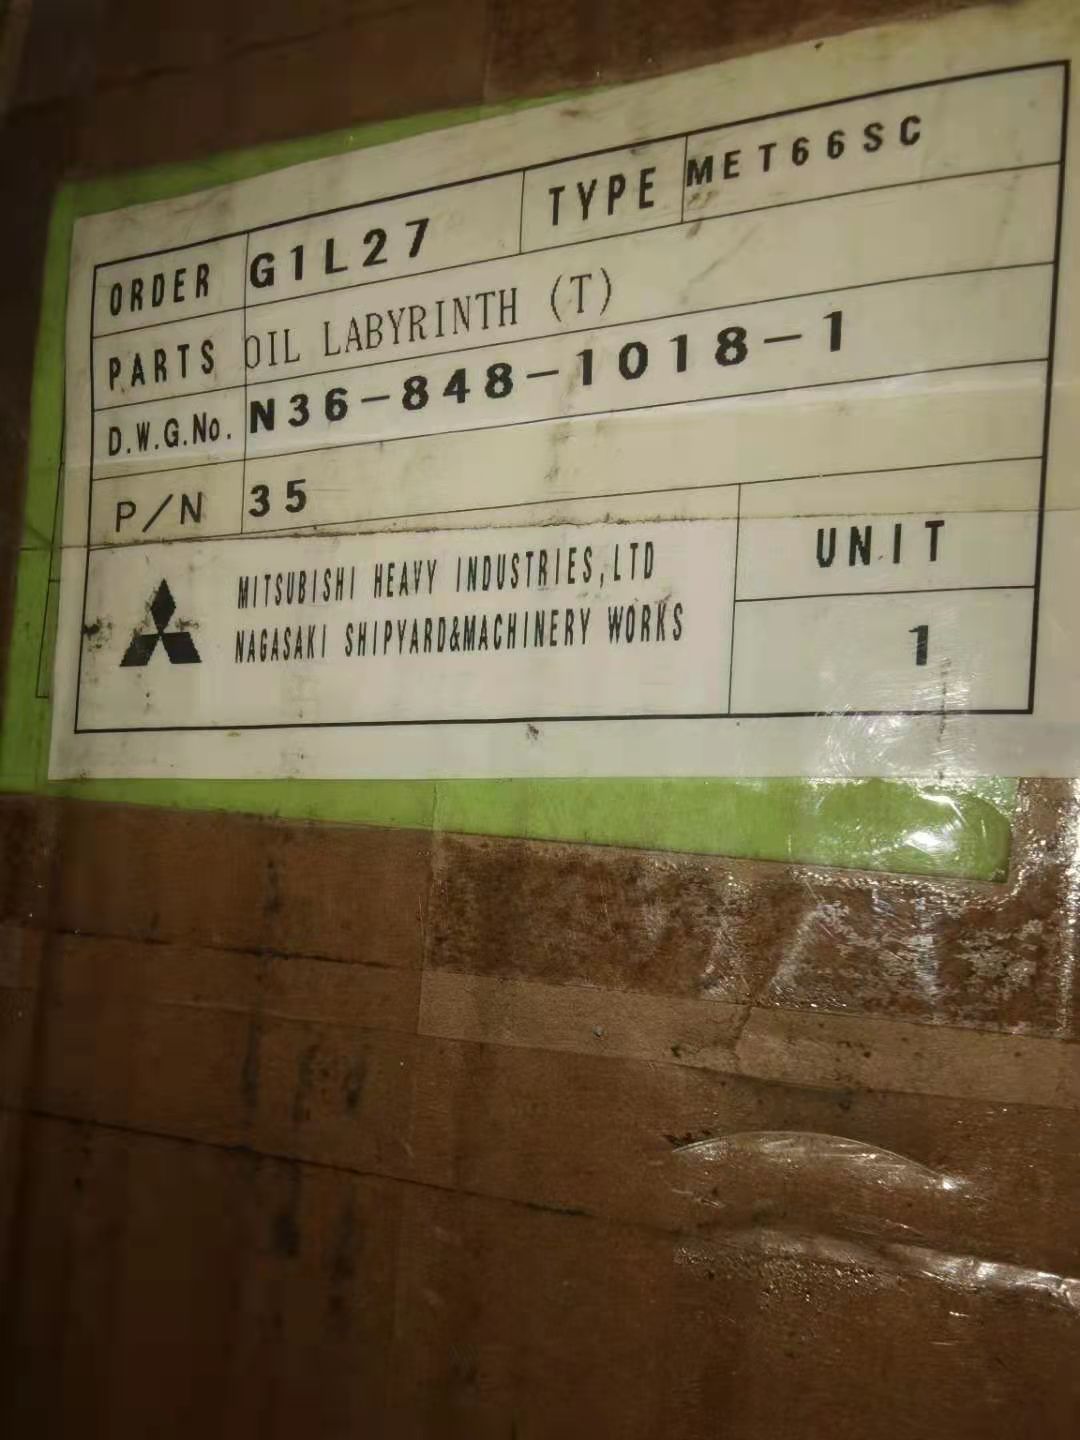 ORDER G1L27 TYPE MET66SC
PARTS OIL LABYRINTH (T)
D.W.G.No. N36-848-1018-1
P/N 35
MITSUBISHI HEAVY INDUSTRIES,LTD
NAGASAKI SHIPYARD&MACHINERY WORKS
UNIT
1